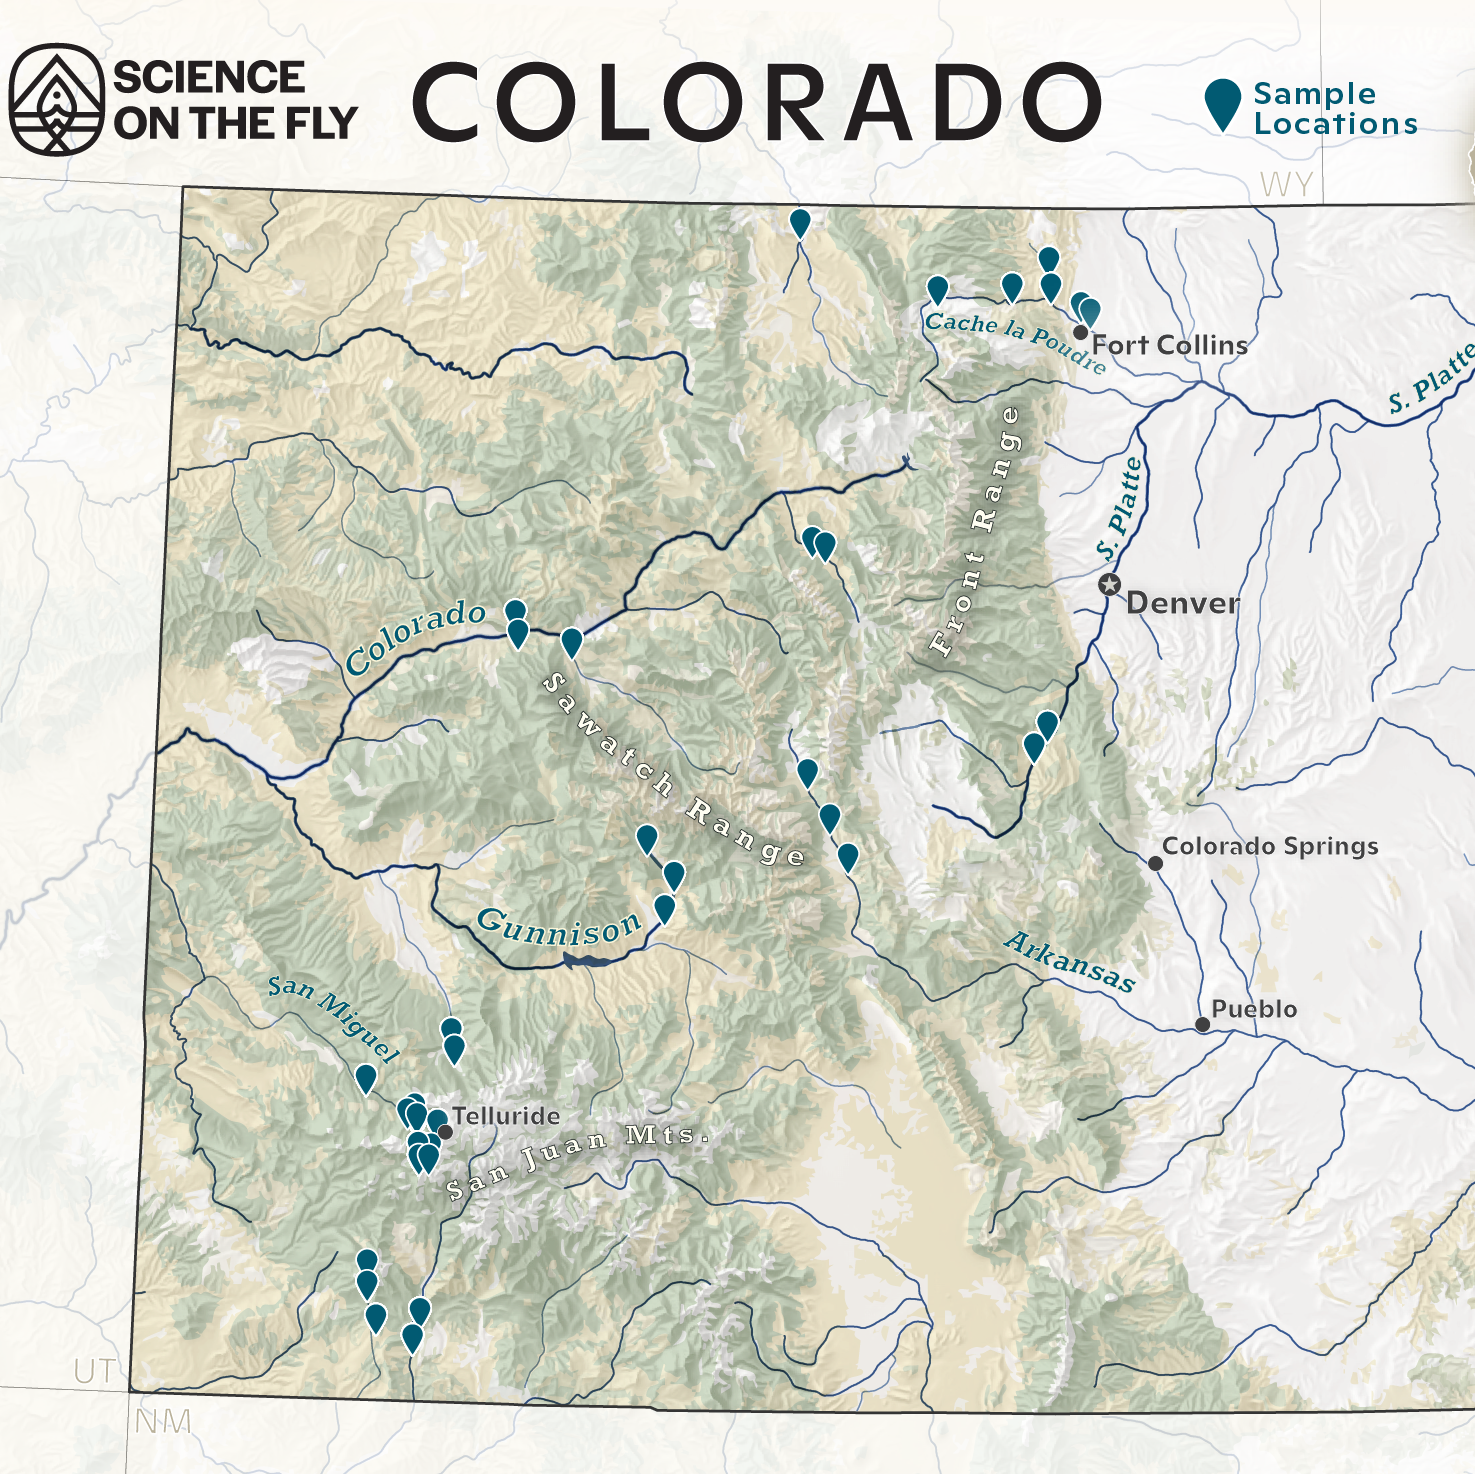 SCIENCE
ON THE FLY
COLORADO
Sample
Locations
WY
Cache la Poudre
Fort Collins
S. Platte
Front Range
S. Platte
Denver
Colorado
Sawatch Range
Colorado Springs
Gunnison
Arkansas
San Miguel
Pueblo
Telluride
San Juan Mts.
UT
NM